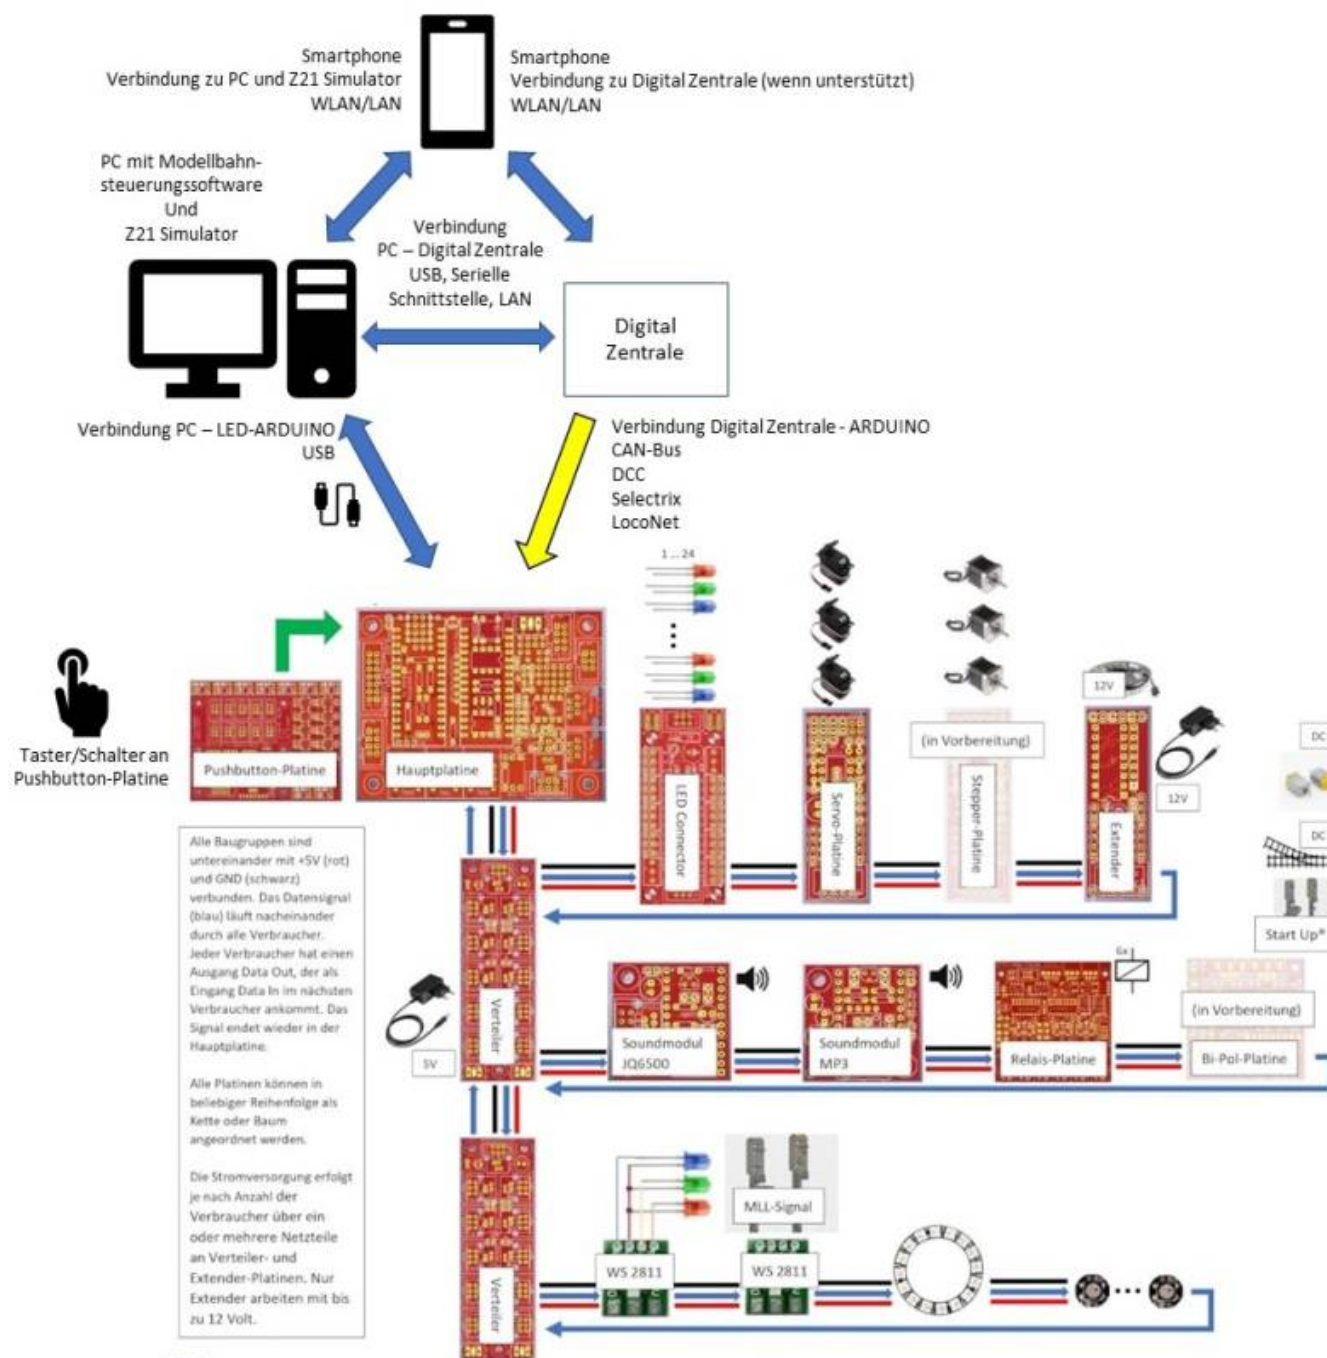 Smartphone
Verbindung zu PC und Z21 Simulator
WLAN/LAN
Smartphone
Verbindung zu Digital Zentrale (wenn unterstützt)
WLAN/LAN
PC mit Modellbahn-
steuerungssoftware
Und
Z21 Simulator
Verbindung
PC – Digital Zentrale
USB, Serielle
Schnittstelle, LAN
Digital
Zentrale
Verbindung PC – LED-ARDUINO
USB
Verbindung Digital Zentrale - ARDUINO
CAN-Bus
DCC
Selectrix
LocoNet
1 ... 24
Taster/Schalter an
Pushbutton-Platine
Pushbutton-Platine
Hauptplatine
LED Connector
Servo-Platine
(in Vorbereitung)
Stepper-Platine
12V
Extender
12V
DC
DC
Start Up®
Alle Baugruppen sind
untereinander mit +5V (rot)
und GND (schwarz)
verbunden. Das Datensignal
(blau) läuft nacheinander
durch alle Verbraucher.
Jeder Verbraucher hat einen
Ausgang Data Out, der als
Eingang Data In im nächsten
Verbraucher ankommt. Das
Signal endet wieder in der
Hauptplatine.
Alle Platinen können in
beliebiger Reihenfolge als
Kette oder Baum
angeordnet werden.
Die Stromversorgung erfolgt
je nach Anzahl der
Verbraucher über ein
oder mehrere Netzteile
an Verteiler- und
Extender-Platinen. Nur
Extender arbeiten mit bis
zu 12 Volt.
5V
Verteiler
Soundmodul
JQ6500
Soundmodul
MP3
6x
Relais-Platine
(in Vorbereitung)
Bi-Pol-Platine
Verteiler
WS 2811
MLL-Signal
WS 2811